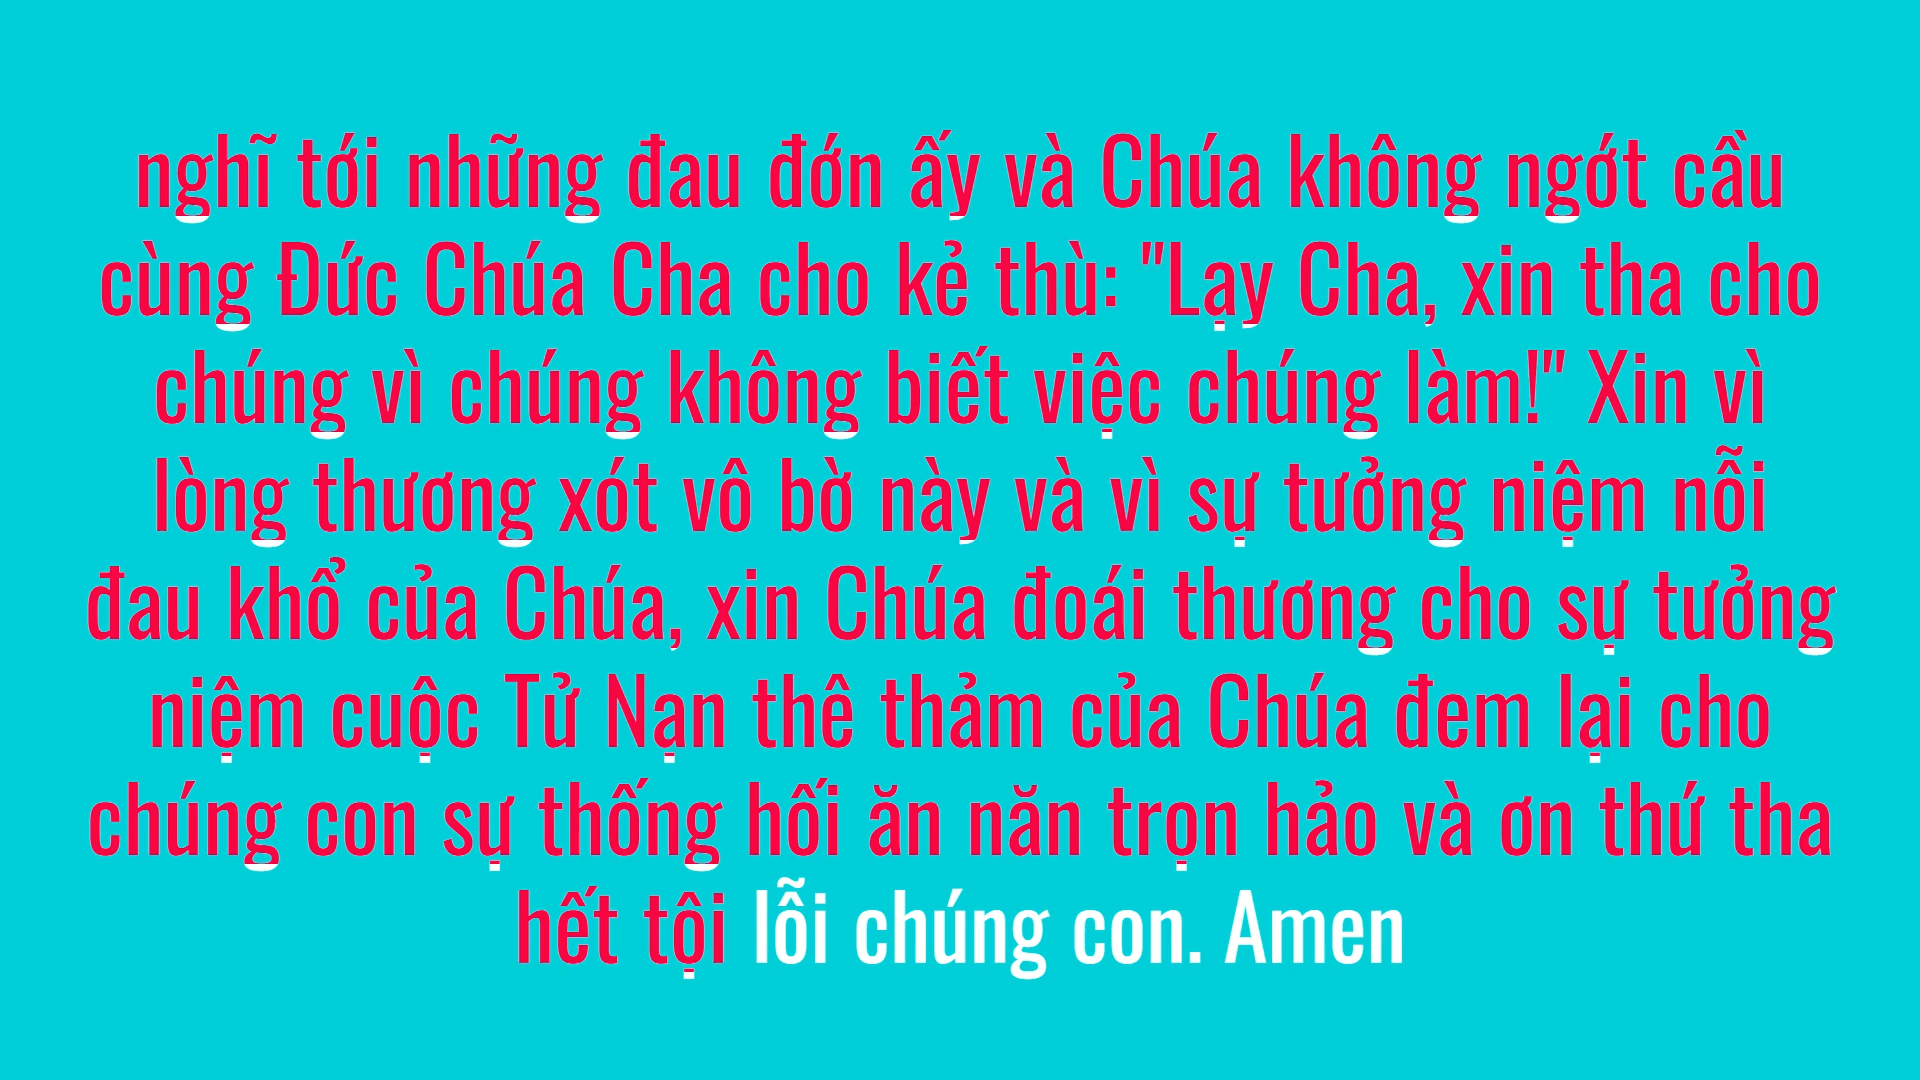 nghĩ tới những đau đớn ấy và Chúa không ngớt cầu
cùng Đức Chúa Cha cho kẻ thù: "Lạy Cha, xin tha cho
chúng vì chúng không biết việc chúng làm!" Xin vì
lòng thương xót vô bờ này và vì sự tưởng niệm nỗi
đau khổ của Chúa, xin Chúa đoái thương cho sự tưởng
niệm cuộc Tử Nạn thê thảm của Chúa đem lại cho
chúng con sự thống hối ăn năn trọn hảo và ơn thứ tha
hết tội lỗi chúng con. Amen